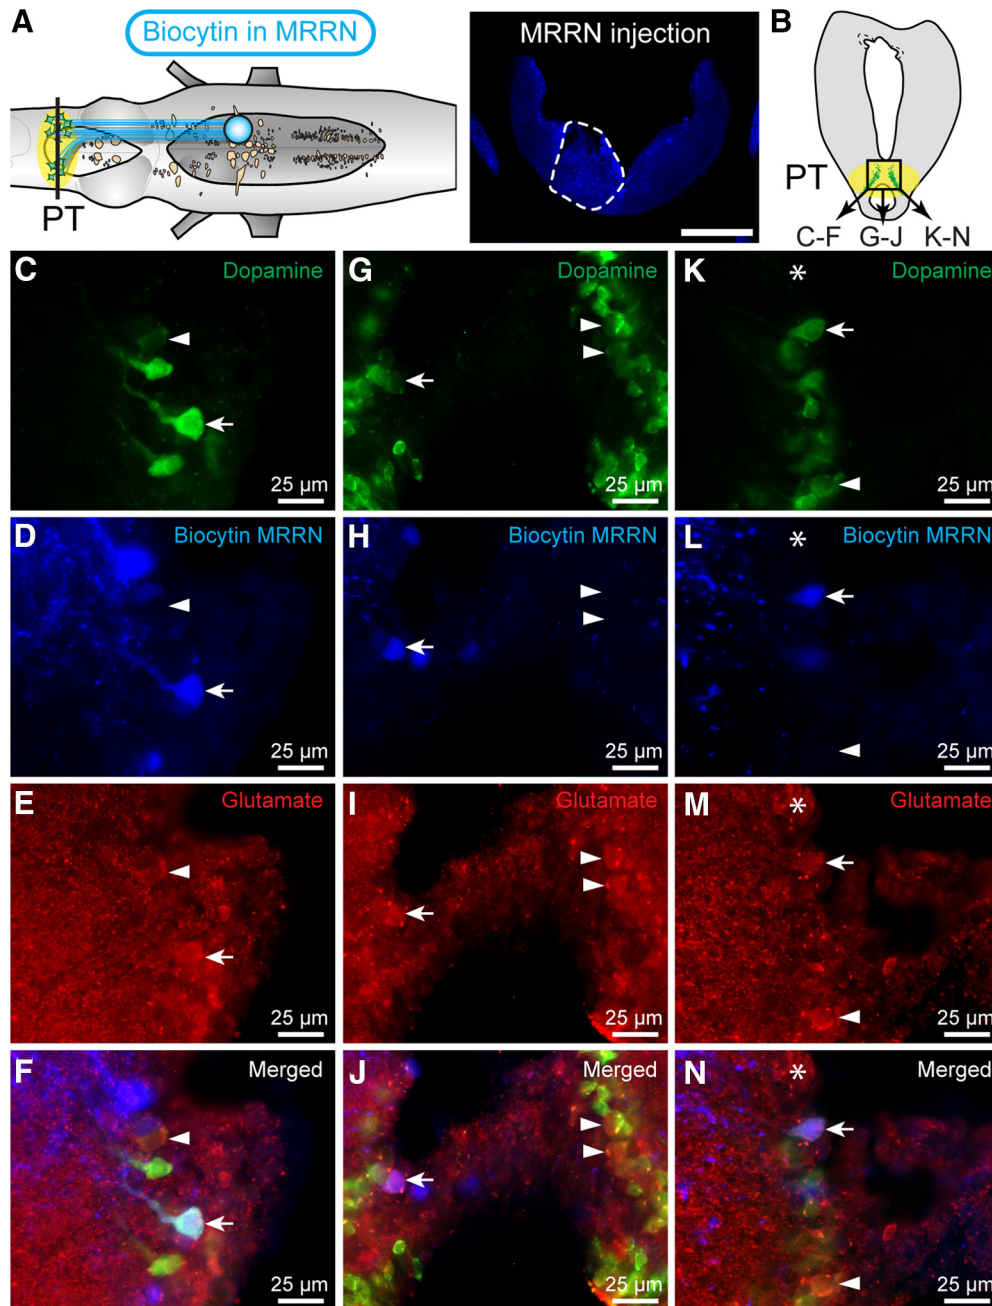 A
Biocytin in MRRN
PT
MRRN injection
B
PT
C-F G-J K-N
C
Dopamine
25 µm
G
Dopamine
25 µm
K
*
Dopamine
25 µm
D
Biocytin MRRN
25 µm
H
Biocytin MRRN
25 µm
L
*
Biocytin MRRN
25 µm
E
Glutamate
25 µm
I
Glutamate
25 µm
M
*
Glutamate
25 µm
F
Merged
25 µm
J
Merged
25 µm
N
*
Merged
25 µm